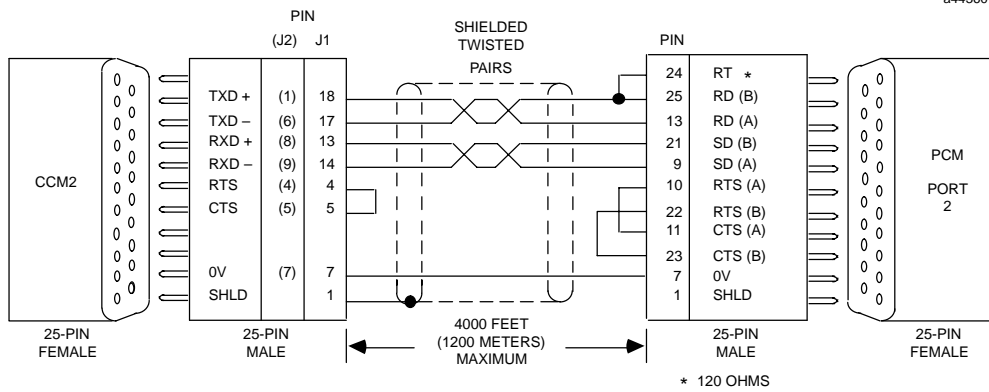 PIN
(J2) J1
SHIELDED
TWISTED
PAIRS
PIN
CCM2
TXD + (1) 18
TXD – (6) 17
RXD + (8) 13
RXD – (9) 14
RTS (4) 4
CTS (5) 5
0V (7) 7
SHLD 1
24 RT *
25 RD (B)
13 RD (A)
21 SD (B)
9 SD (A)
10 RTS (A)
22 RTS (B)
11 CTS (A)
23 CTS (B)
7 0V
1 SHLD
PCM
PORT
2
25-PIN
FEMALE
25-PIN
MALE
4000 FEET
(1200 METERS)
MAXIMUM
25-PIN
MALE
25-PIN
FEMALE
* 120 OHMS